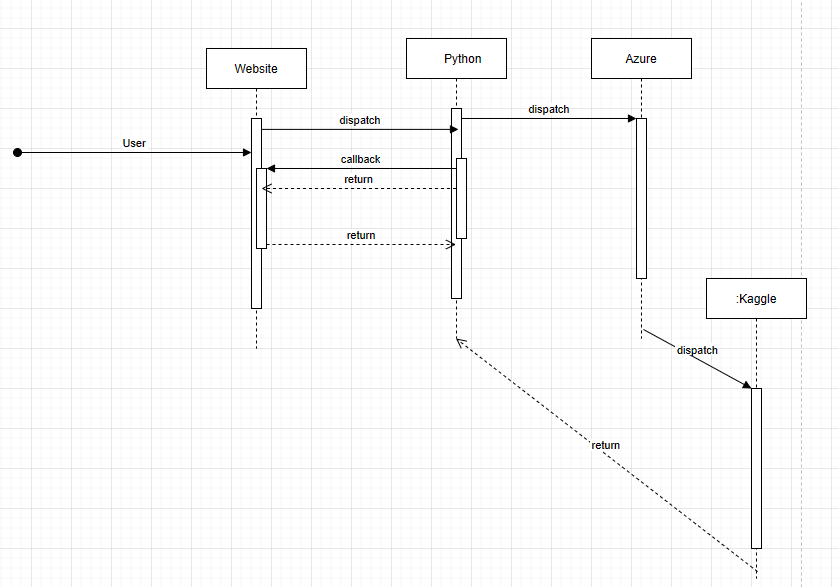 Website
Python
Azure
dispatch
dispatch
User
callback
return
return
:Kaggle
dispatch
return